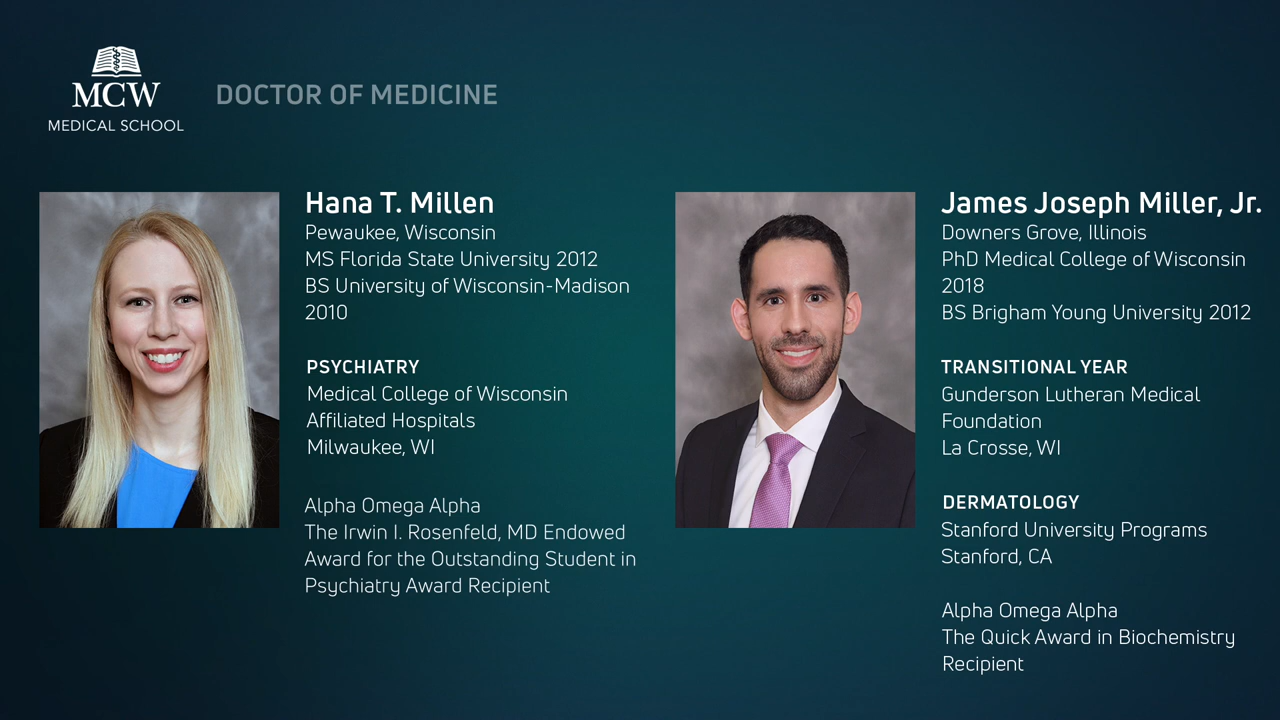 MCW
MEDICAL SCHOOL
DOCTOR OF MEDICINE
Hana T. Millen
Pewaukee, Wisconsin
MS Florida State University 2012
BS University of Wisconsin-Madison
2010
PSYCHIATRY
Medical College of Wisconsin
Affiliated Hospitals
Milwaukee, WI
Alpha Omega Alpha
The Irwin I. Rosenfeld, MD Endowed
Award for the Outstanding Student in
Psychiatry Award Recipient
James Joseph Miller, Jr.
Downers Grove, Illinois
PhD Medical College of Wisconsin
2018
BS Brigham Young University 2012
TRANSITIONAL YEAR
Gunderson Lutheran Medical
Foundation
La Crosse, WI
DERMATOLOGY
Stanford University Programs
Stanford, CA
Alpha Omega Alpha
The Quick Award in Biochemistry
Recipient